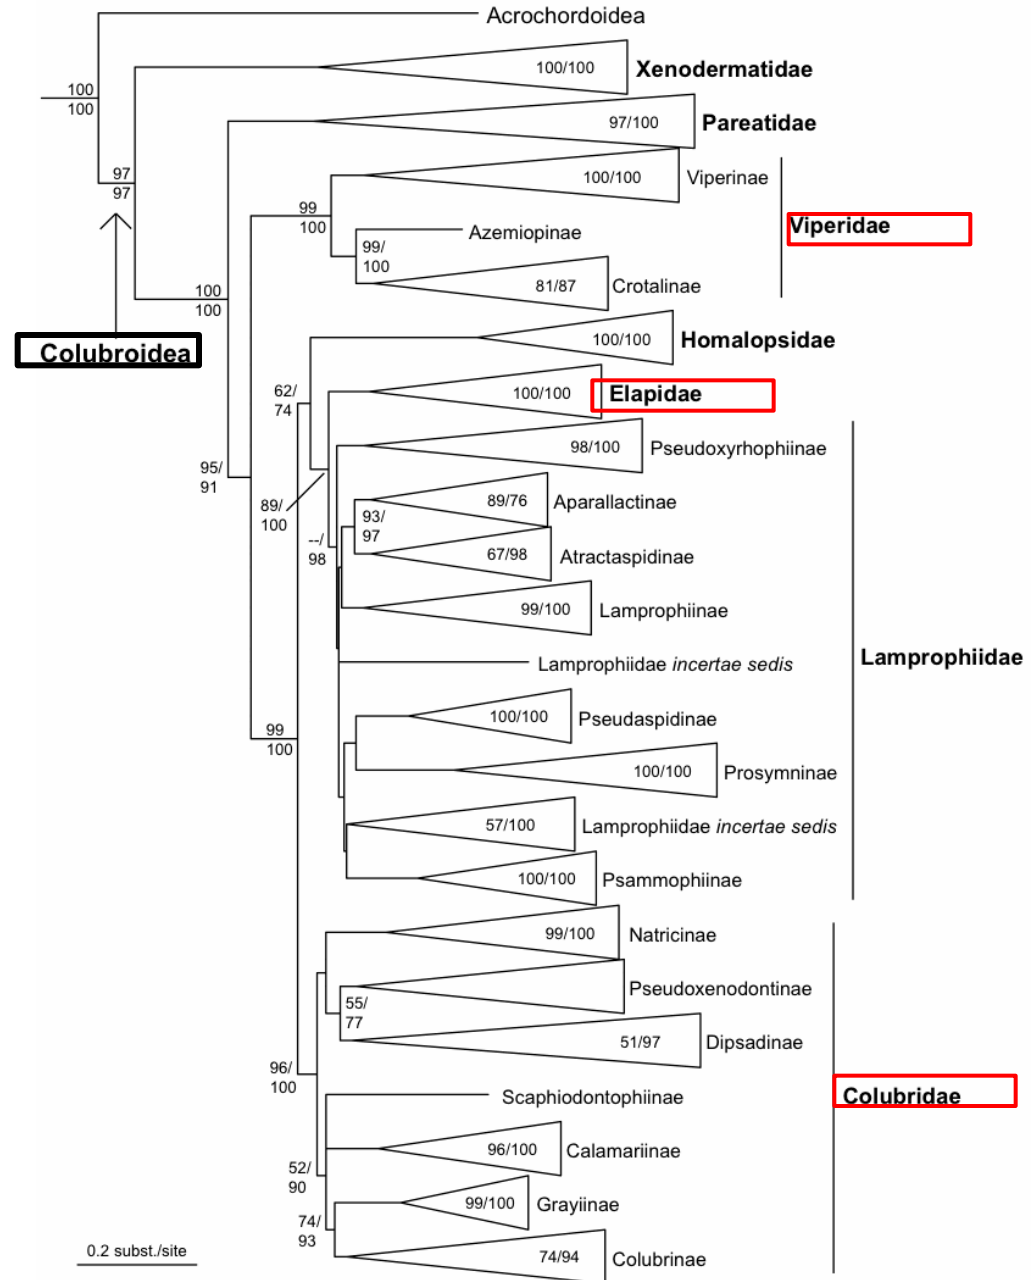 Acrochordoidea
100/100
Xenodermatidae
100
100
97/100
Pareatidae
97
97
100/100
Viperinae
99
100
Viperidae
Azemiopinae
99/
100
81/87
Crotalinae
100
100
Colubroidea
100/100
Homalopsidae
62/
74
100/100
Elapidae
98/100
Pseudoxyrhophiinae
95/
91
89/
100
89/76
Aparallactinae
93/
97
--/
98
67/98
Atractaspidinae
99/100
Lamprophiinae
Lamprophiidae incertae sedis
Lamprophiidae
100/100
Pseudaspidinae
99
100
100/100
Prosymninae
57/100
Lamprophiidae incertae sedis
100/100
Psammophiinae
99/100
Natricinae
Pseudoxenodontinae
55/
77
51/97
Dipsadinae
96/
100
Scaphiodontophiinae
Colubridae
96/100
Calamariinae
52/
90
99/100
Grayiinae
74/
93
0.2 subst./site
74/94
Colubrinae